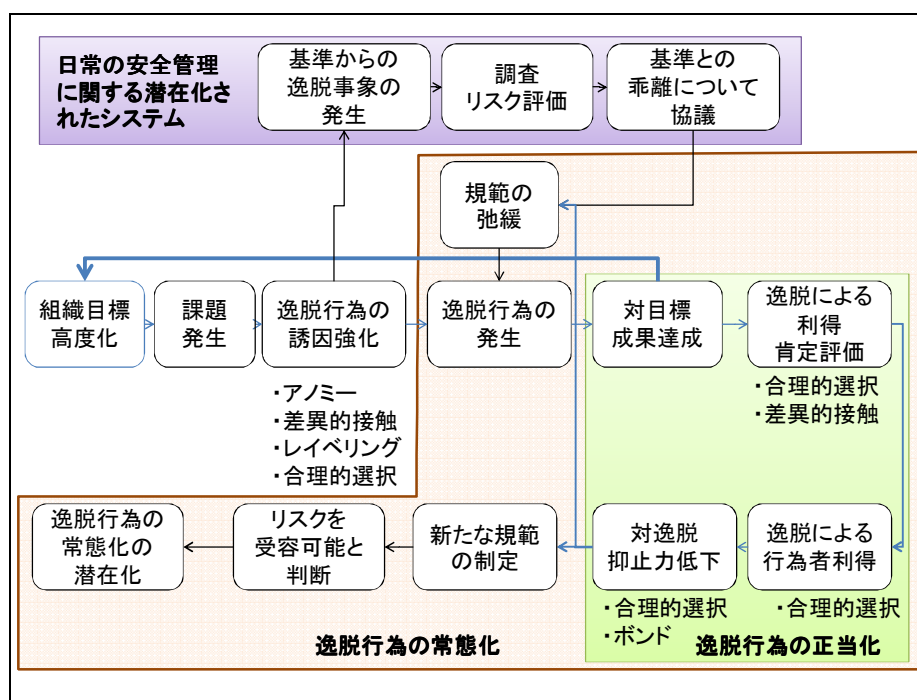 日常の安全管理
に関する潜在化さ
れたシステム
基準からの
逸脱事象の
発生
調査
リスク評価
基準との
乖離について
協議
規範の
弛緩
組織目標
高度化
課題
発生
逸脱行為の
誘因強化
逸脱行為の
発生
対目標
成果達成
逸脱による
利得
肯定評価
・アノミー
・差異的接触
・レイベリング
・合理的選択
・合理的選択
・差異的接触
逸脱行為の
常態化の
潜在化
リスクを
受容可能と
判断
新たな規範
の制定
対逸脱
抑止力低下
逸脱による
行為者利得
・合理的選択
・ボンド
・合理的選択
逸脱行為の常態化
逸脱行為の正当化